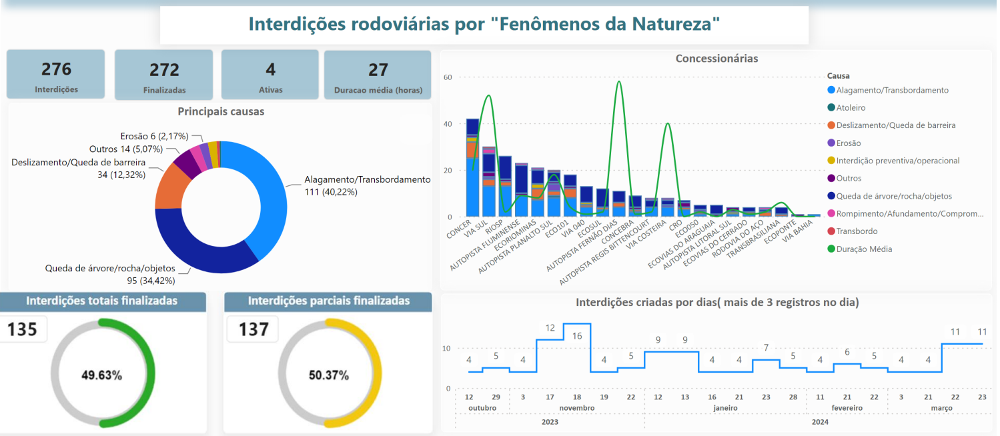 Interdições rodoviárias por "Fenômenos da Natureza"
276
Interdições
272
Finalizadas
4
Ativas
27
Duracao média (horas)
Principais causas
Erosão 6 (2,17%)
Outros 14 (5,07%)
Deslizamento/Queda de barreira
34 (12,32%)
Alagamento/Transbordamento
111 (40,22%)
Queda de árvore/rocha/objetos
95 (34,42%)
Concessionárias
60
40
20
0
CONCER
VIA SUL
RIOSP
AUTOPISTA FLUMINENSE
ECORIOMINAS
AUTOPISTA PLANALTO SUL
ECO101
VIA 040
ECOSUL
AUTOPISTA FERNÃO DIAS
CONCEBRA
AUTOPISTA REGIS BITTENCOURT
VIA COSTEIRA
CRO
ECO050
ECOVIAS DO ARAGUAIA
AUTOPISTA LITORAL SUL
ECOVIAS DO CERRADO
RODOVIA DO AÇO
TRANSBRASILIANA
ECOPONTE
VIA BAHIA
Causa
Alagamento/Transbordamento
Atoleiro
Deslizamento/Queda de barreira
Erosão
Interdição preventiva/operacional
Outros
Queda de árvore/rocha/objetos
Rompimento/Afundamento/Comprom...
Transbordo
Duração Média
Interdições totais finalizadas
135
49.63%
Interdições parciais finalizadas
137
50.37%
Interdições criadas por dias( mais de 3 registros no dia)
10
0
4 5 4 12 16 4 5 9 9 4 4 7 5 4 6 5 4 4 11 11
12 29 3 17 18 19 22 12 13 16 21 23 28 11 21 22 3 21 22 23
outubro novembro janeiro fevereiro março
2023 2024